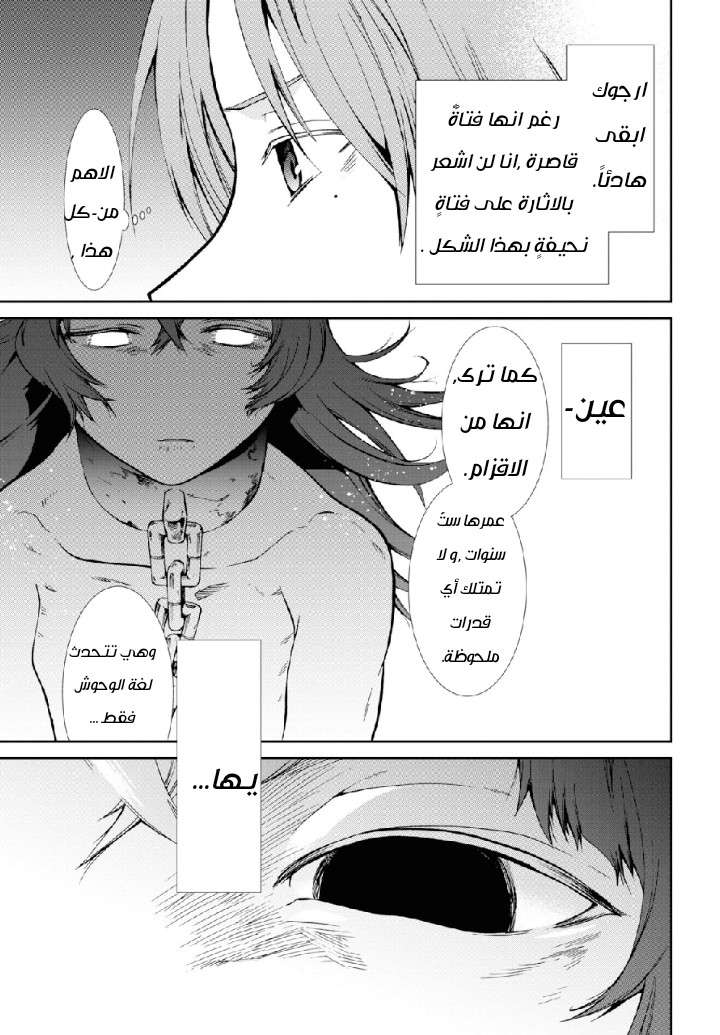 ارجوك
ابقى
هادئاً.
رغم انها فتاةً
قاصرة ,انا لن اشعر
بالاثارة على فتاةٍ
نحيفةٍ بهذا الشكل .
الاهم
من-كل
هذا ,
عين-
كما ترى,
انها من
الاقزام.
عمرها ستُ
سنوات ,و لا
تمتلك أي
قدرات
ملحوظة.
وهي تتحدث
لغة الوحوش
فقط ...
يها...